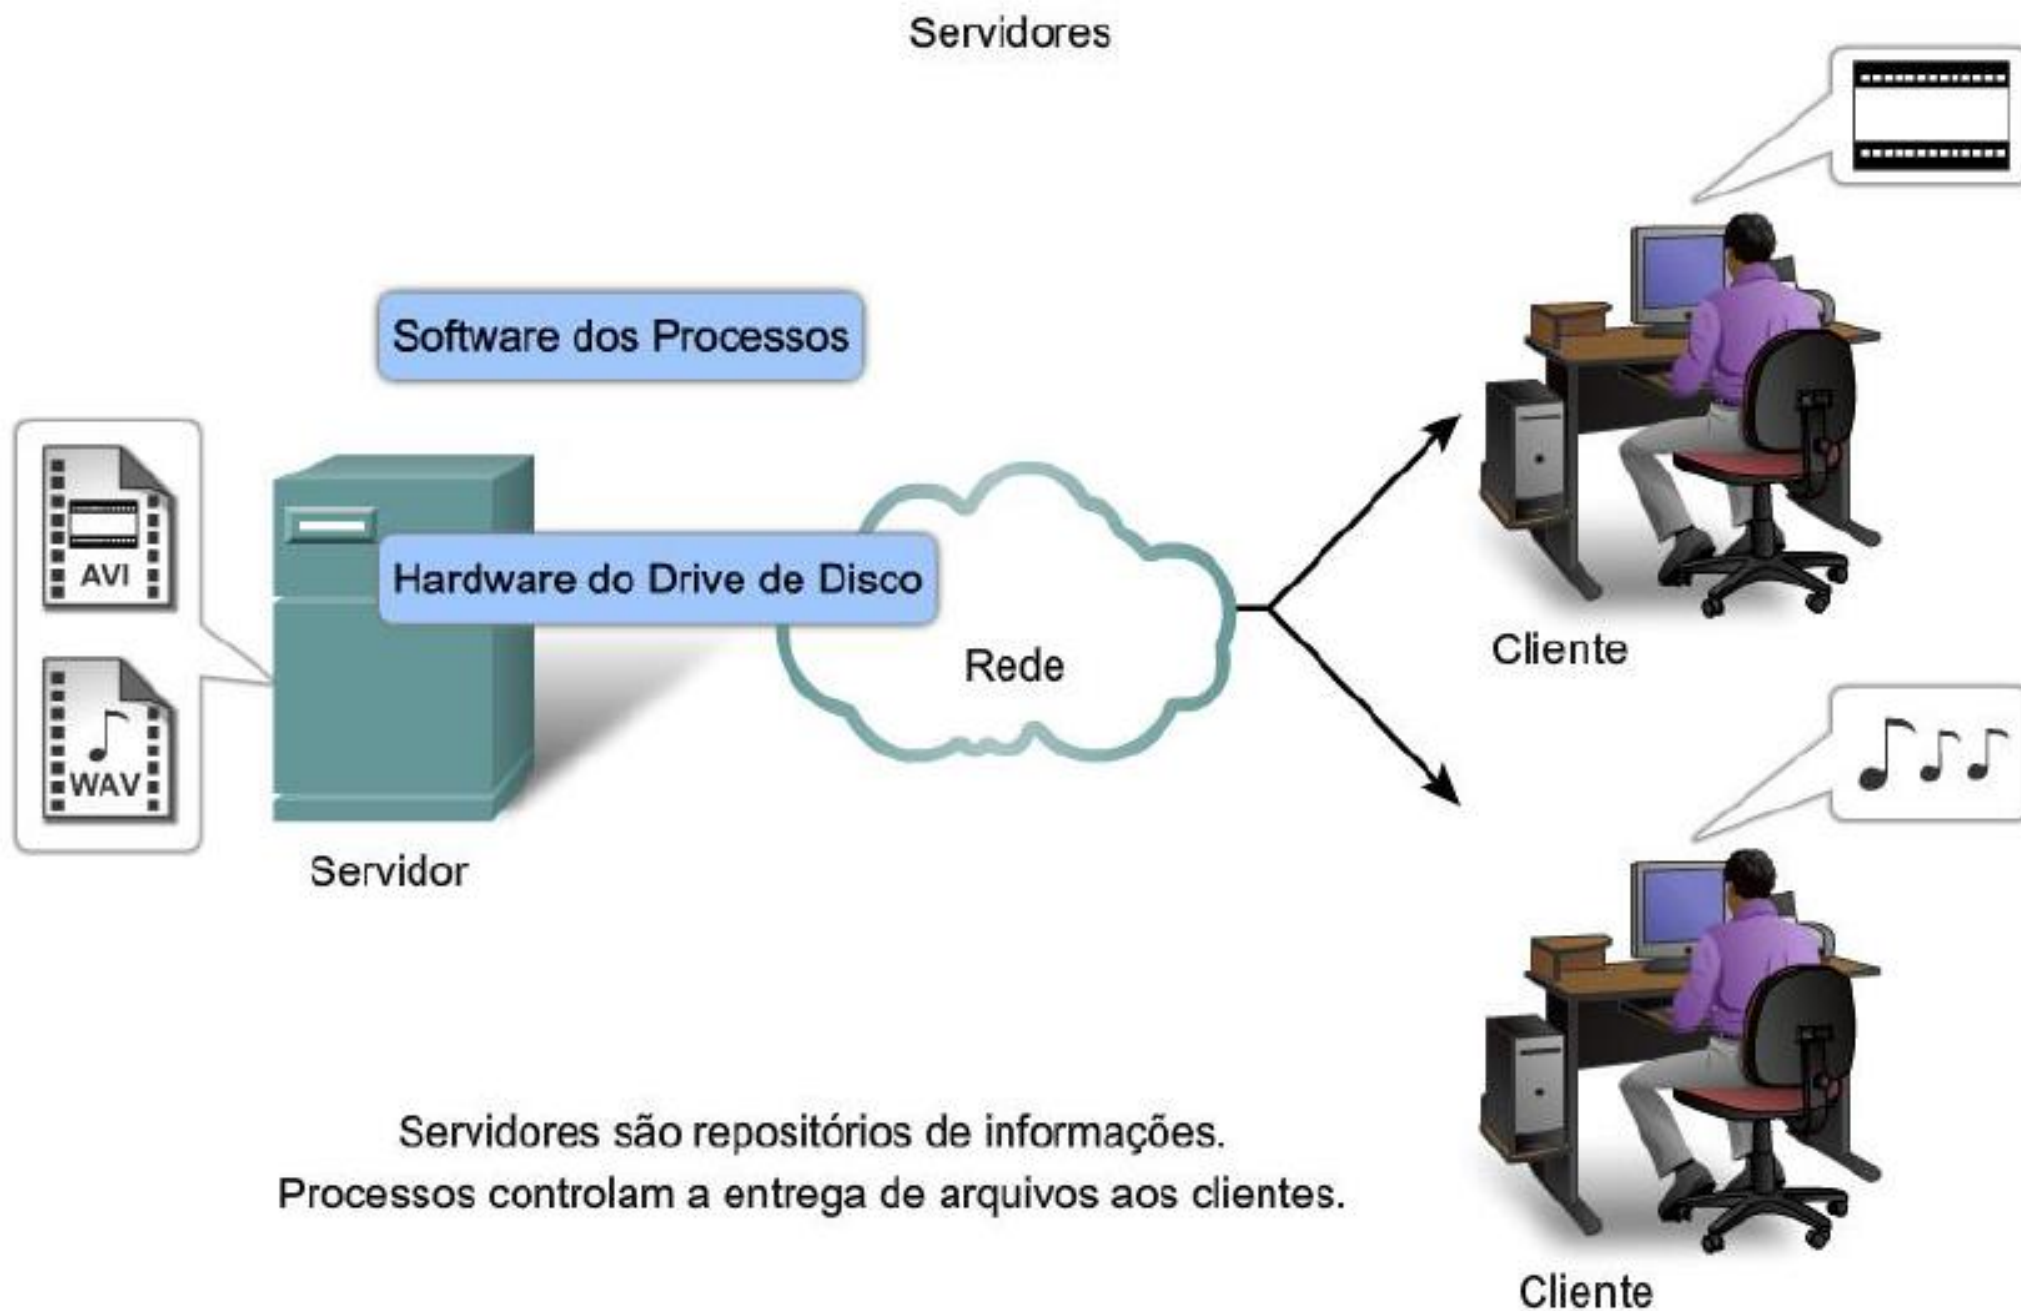 Servidores
Software dos Processos
AVI
Hardware do Drive de Disco
Rede
Cliente
WAV
Servidor
Servidores são repositórios de informações.
Processos controlam a entrega de arquivos aos clientes.
Cliente